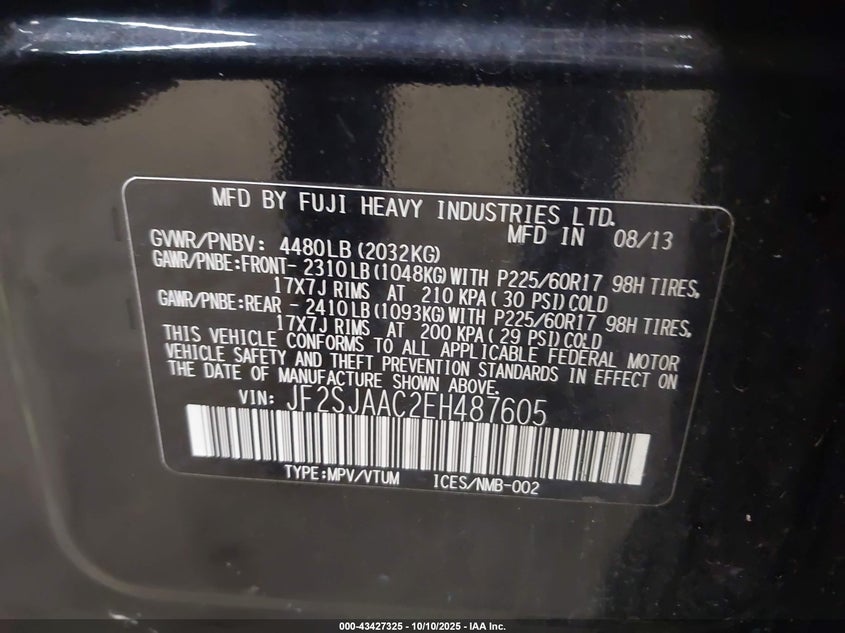 MFD BY FUJI HEAVY INDUSTRIES LTD.
MFD IN 08/13
GVWR/PNBV: 4480LB (2032KG)
GAWR/PNBE:FRONT- 2310LB (1048KG) WITH P225/60R17 98H TIRES,
17X7J RIMS AT 210 KPA ( 30 PSI) COLD
GAWR/PNBE:REAR - 2410LB (1093KG) WITH P225/60R17 98H TIRES,
17X7J RIMS AT 200 KPA ( 29 PSI) COLD
THIS VEHICLE CONFORMS TO ALL APPLICABLE FEDERAL MOTOR
VEHICLE SAFETY AND THEFT PREVENTION STANDARDS IN EFFECT ON
THE DATE OF MANUFACTURE SHOWN ABOVE.
VIN: JF2SJAAC2EH487605
TYPE:MPV/VTUM ICES/NMB-002
000-43427325 - 10/10/2025 - IAA Inc.